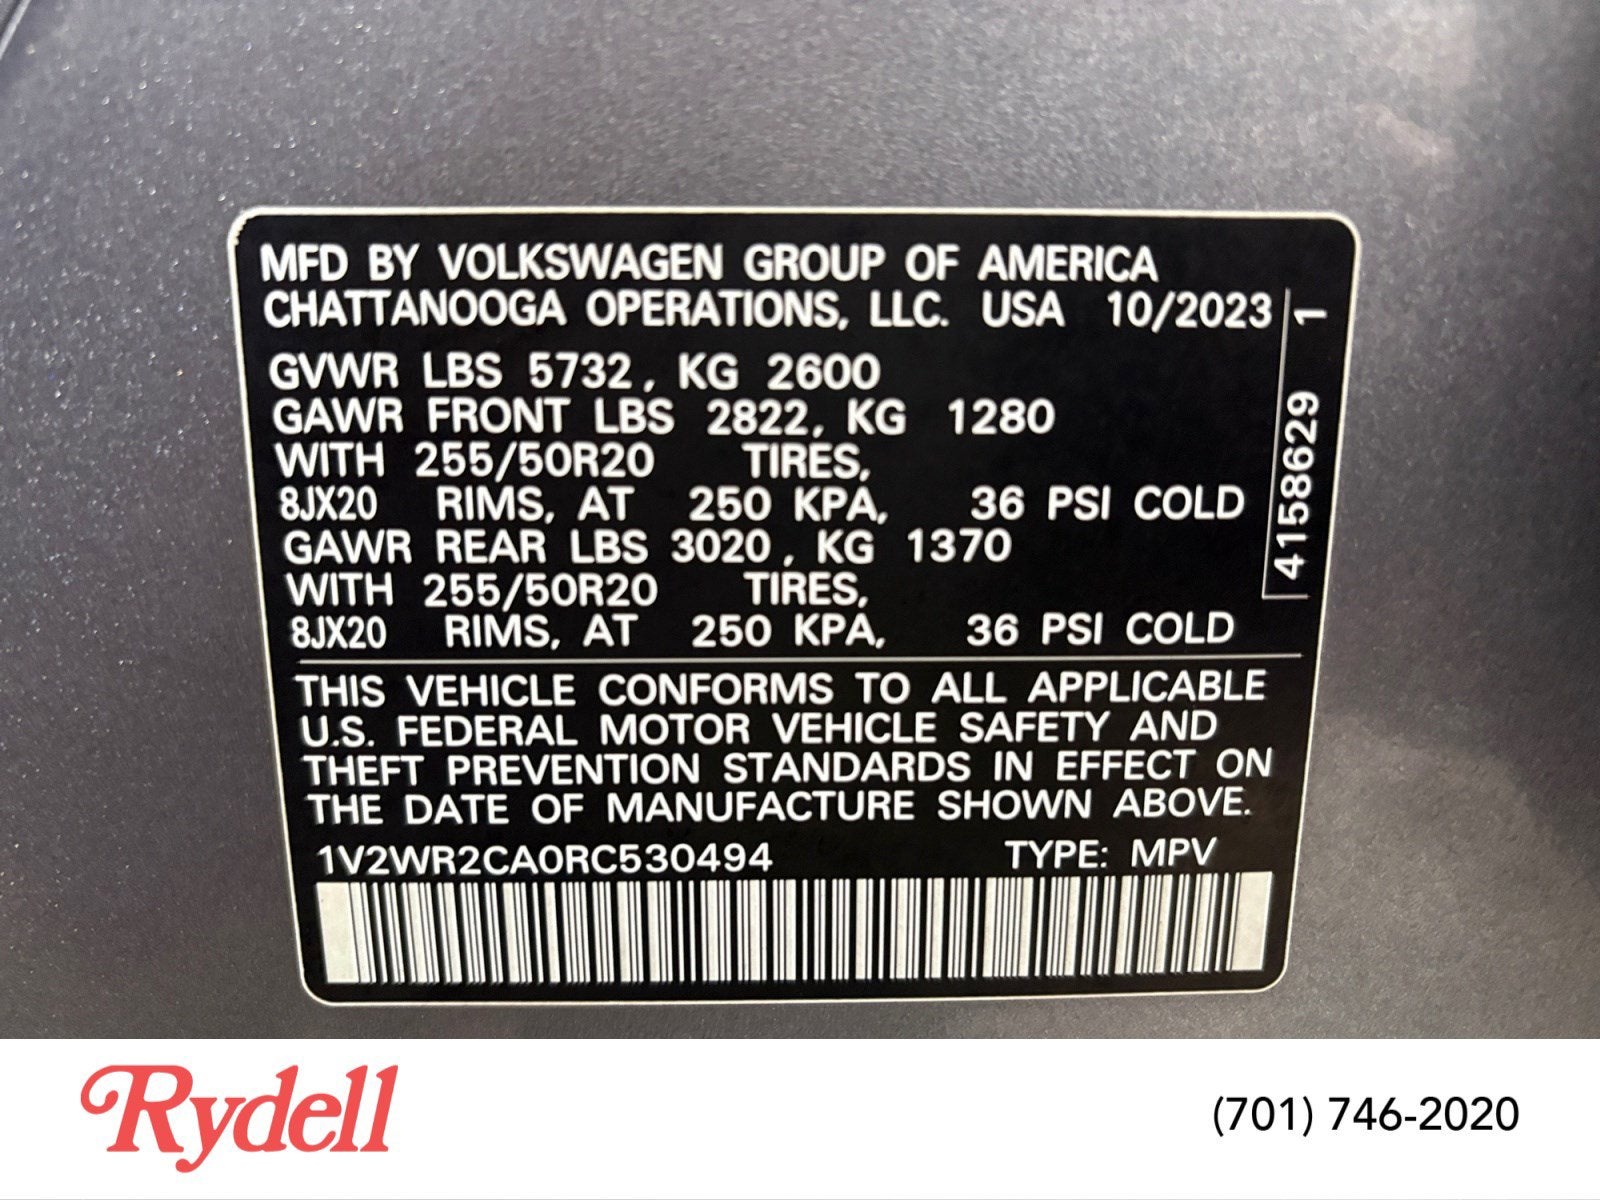 MFD BY VOLKSWAGEN GROUP OF AMERICA
CHATTANOOGA OPERATIONS, LLC. USA 10/2023
GVWR LBS 5732, KG 2600
GAWR FRONT LBS 2822, KG 1280
WITH 255/50R20 TIRES,
8JX20 RIMS, AT 250 KPA, 36 PSI COLD
GAWR REAR LBS 3020, KG 1370
WITH 255/50R20 TIRES,
8JX20 RIMS, AT 250 KPA, 36 PSI COLD
4158629 1
THIS VEHICLE CONFORMS TO ALL APPLICABLE
U.S. FEDERAL MOTOR VEHICLE SAFETY AND
THEFT PREVENTION STANDARDS IN EFFECT ON
THE DATE OF MANUFACTURE SHOWN ABOVE.
1V2WR2CA0RC530494 TYPE: MPV
Rydell
(701) 746-2020